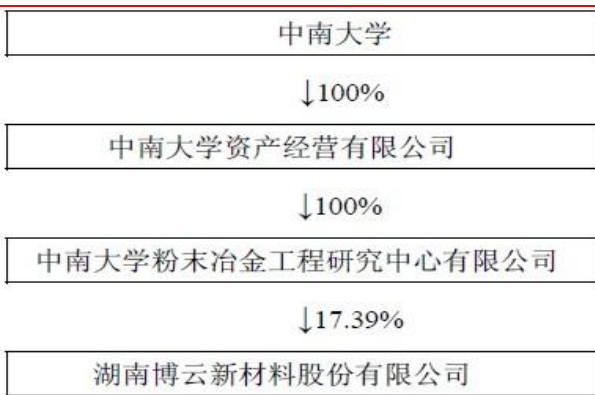 中南大学
↓100%
中南大学资产经营有限公司
↓100%
中南大学粉末冶金工程研究中心有限公司
↓17.39%
湖南博云新材料股份有限公司